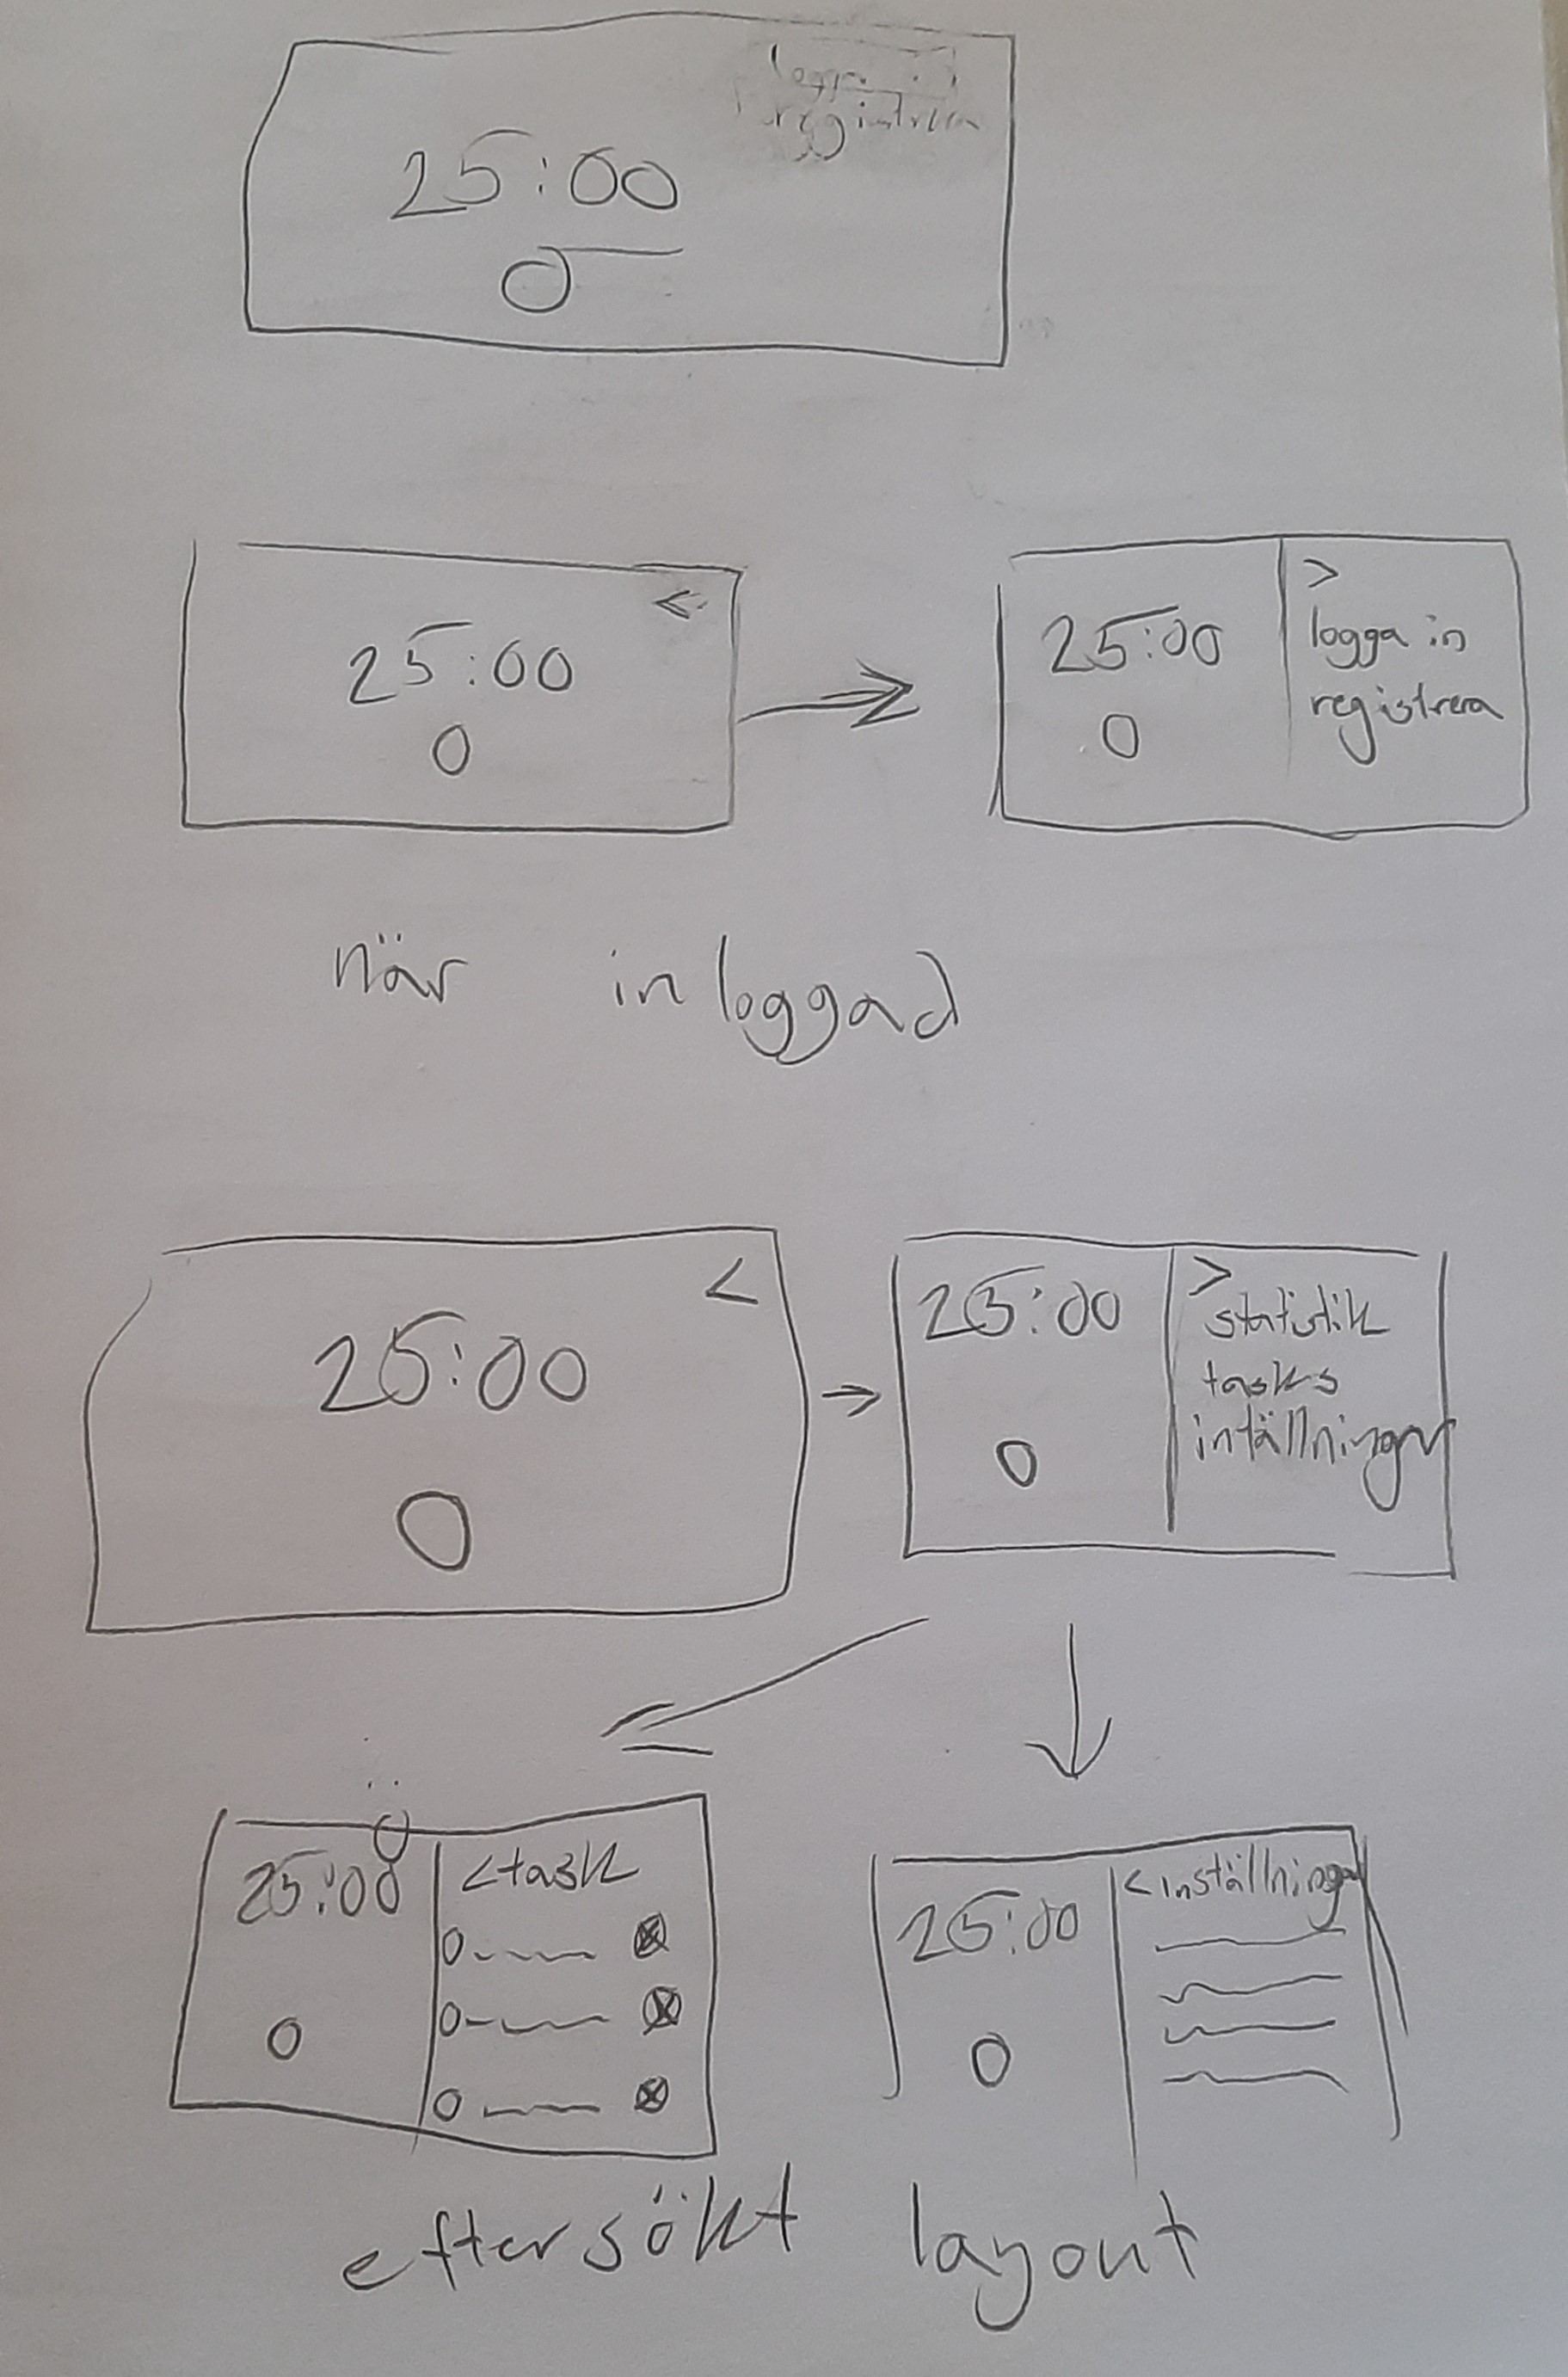 logga in
registrera
25:00
<
25:00
25:00
>
logga in
registrera
när inloggad
<
25:00
25:00
>
statistik
tasks
intällningar
25:00
<task
25:00
<inställningar
eftersökt layout